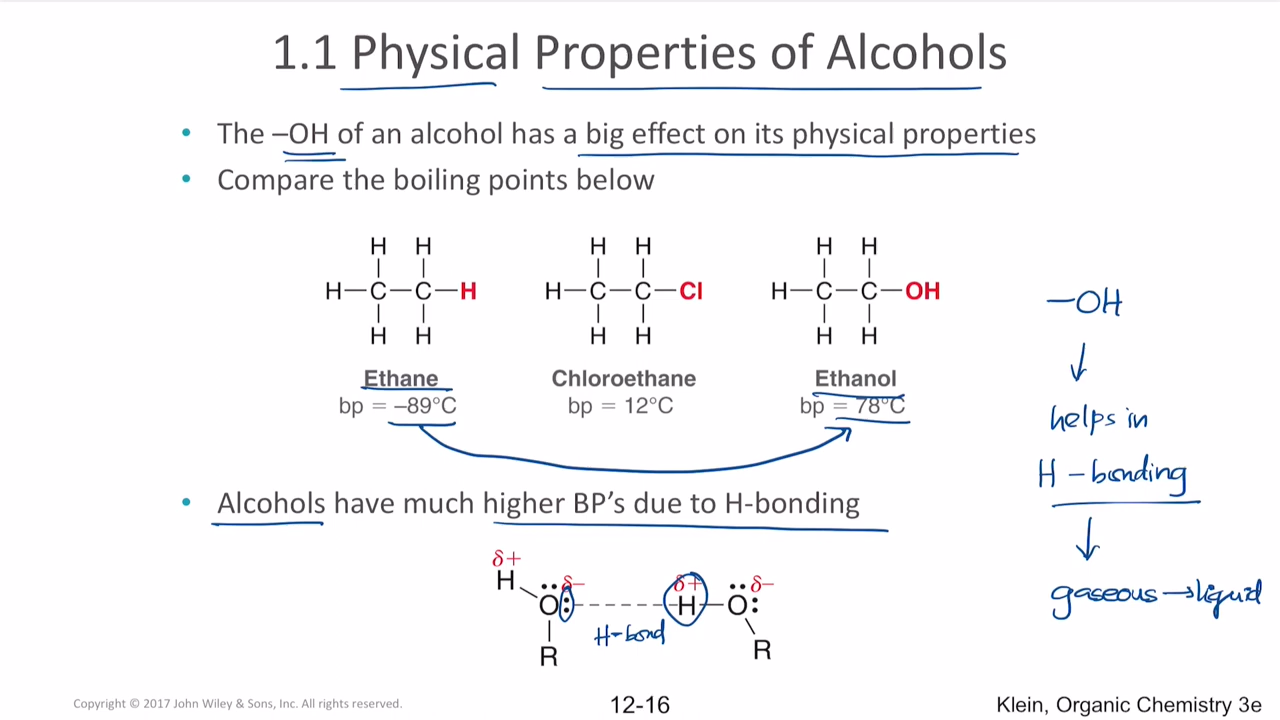 1.1 Physical Properties of Alcohols
• The –OH of an alcohol has a big effect on its physical properties
• Compare the boiling points below
H H H H H H
H—C—C—H H—C—C—Cl H—C—C—OH
H H H H H H
Ethane Chloroethane Ethanol
bp = –89°C bp = 12°C bp = 78°C
—OH
↓
helps in
H-bonding
↓
gaseous→liquid
• Alcohols have much higher BP's due to H-bonding
δ+ δ– δ+ δ–
H
O: -----H—O:
H-bond
R R
Copyright © 2017 John Wiley & Sons, Inc. All rights reserved.
12-16
Klein, Organic Chemistry 3e